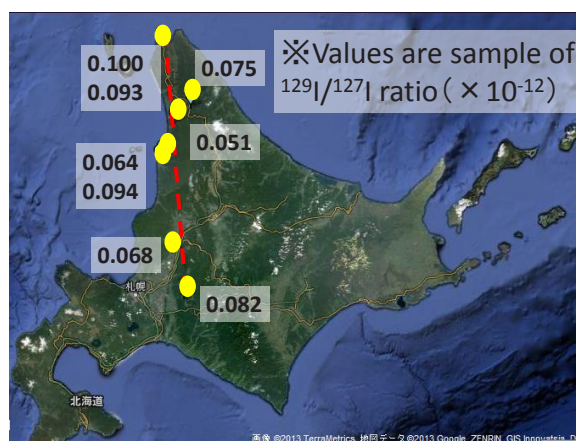 ※Values are sample of
¹²⁹I/¹²⁷I ratio（×10⁻¹²）
0.100
0.093
0.075
0.051
0.064
0.094
0.068
札幌
0.082
北海道
画像 ©2013 TerraMetrics, 地図データ ©2013 Google, ZENRIN, GIS Innovatsia, D